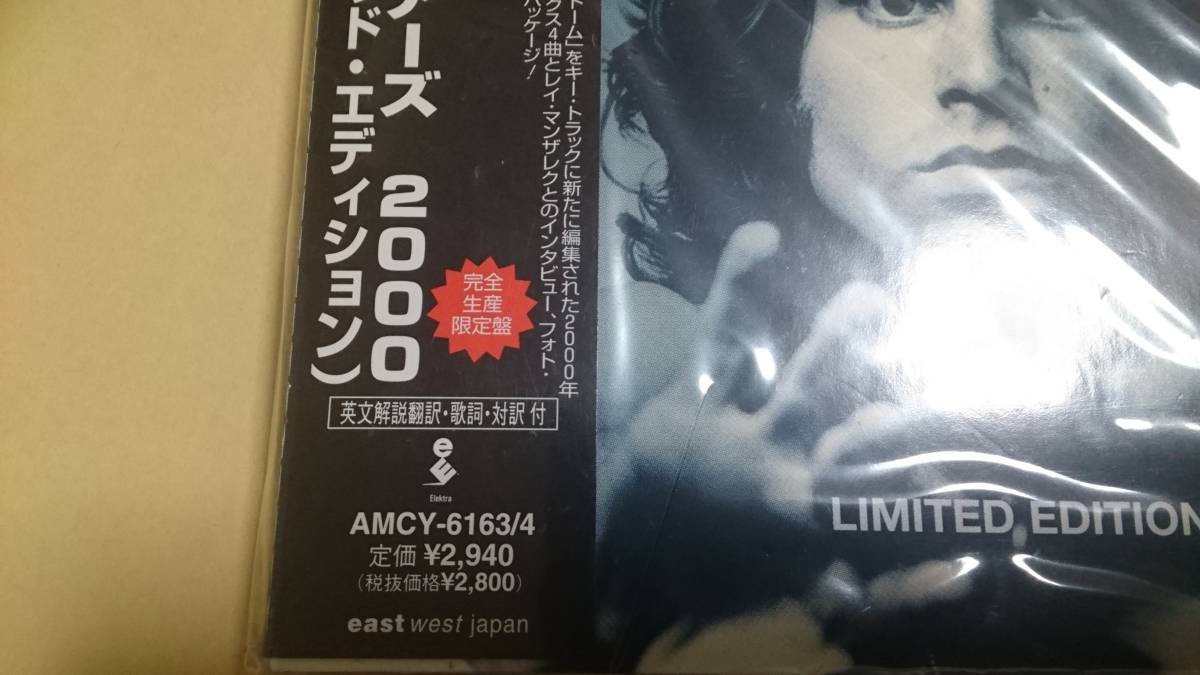 アーズ 2000
ド・エディション)
完全
生産
限定盤
ドーム」をキー・トラックに新たに編集された2000年
クス4曲とレイ・マンザレクとのインタビュー、フォト・
パッケージ!
英文解説翻訳・歌詞・対訳 付
Elektra
AMCY-6163/4
定価 ¥2,940
(税抜価格¥2,800)
east west japan
LIMITED EDITION